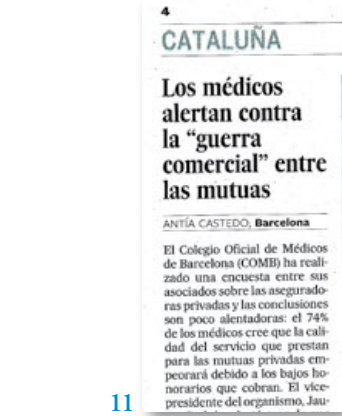 4
CATALUÑA
Los médicos
alertan contra
la “guerra
comercial” entre
las mutuas
ANTÍA CASTEDO, Barcelona
El Colegio Oficial de Médicos
de Barcelona (COMB) ha reali-
zado una encuesta entre sus
asociados sobre las asegurado-
ras privadas y las conclusiones
son poco alentadoras: el 74%
de los médicos cree que la cali-
dad del servicio que prestan
para las mutuas privadas em-
peorará debido a los bajos ho-
norarios que cobran. El vice-
presidente del organismo, Jau-
11